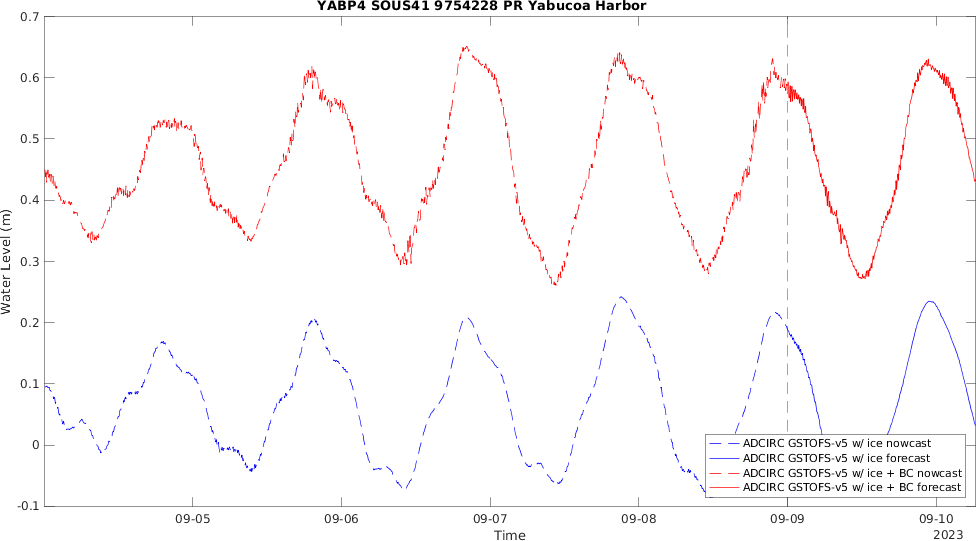 YABP4 SOUS41 9754228 PR Yabucoa Harbor
0.7
0.6
0.5
0.4
0.3
0.2
0.1
0
-0.1
Water Level (m)
ADCIRC GSTOFS-v5 w/ ice nowcast
ADCIRC GSTOFS-v5 w/ ice forecast
ADCIRC GSTOFS-v5 w/ ice + BC nowcast
ADCIRC GSTOFS-v5 w/ ice + BC forecast
09-05 09-06 09-07 09-08 09-09 09-10
Time
2023